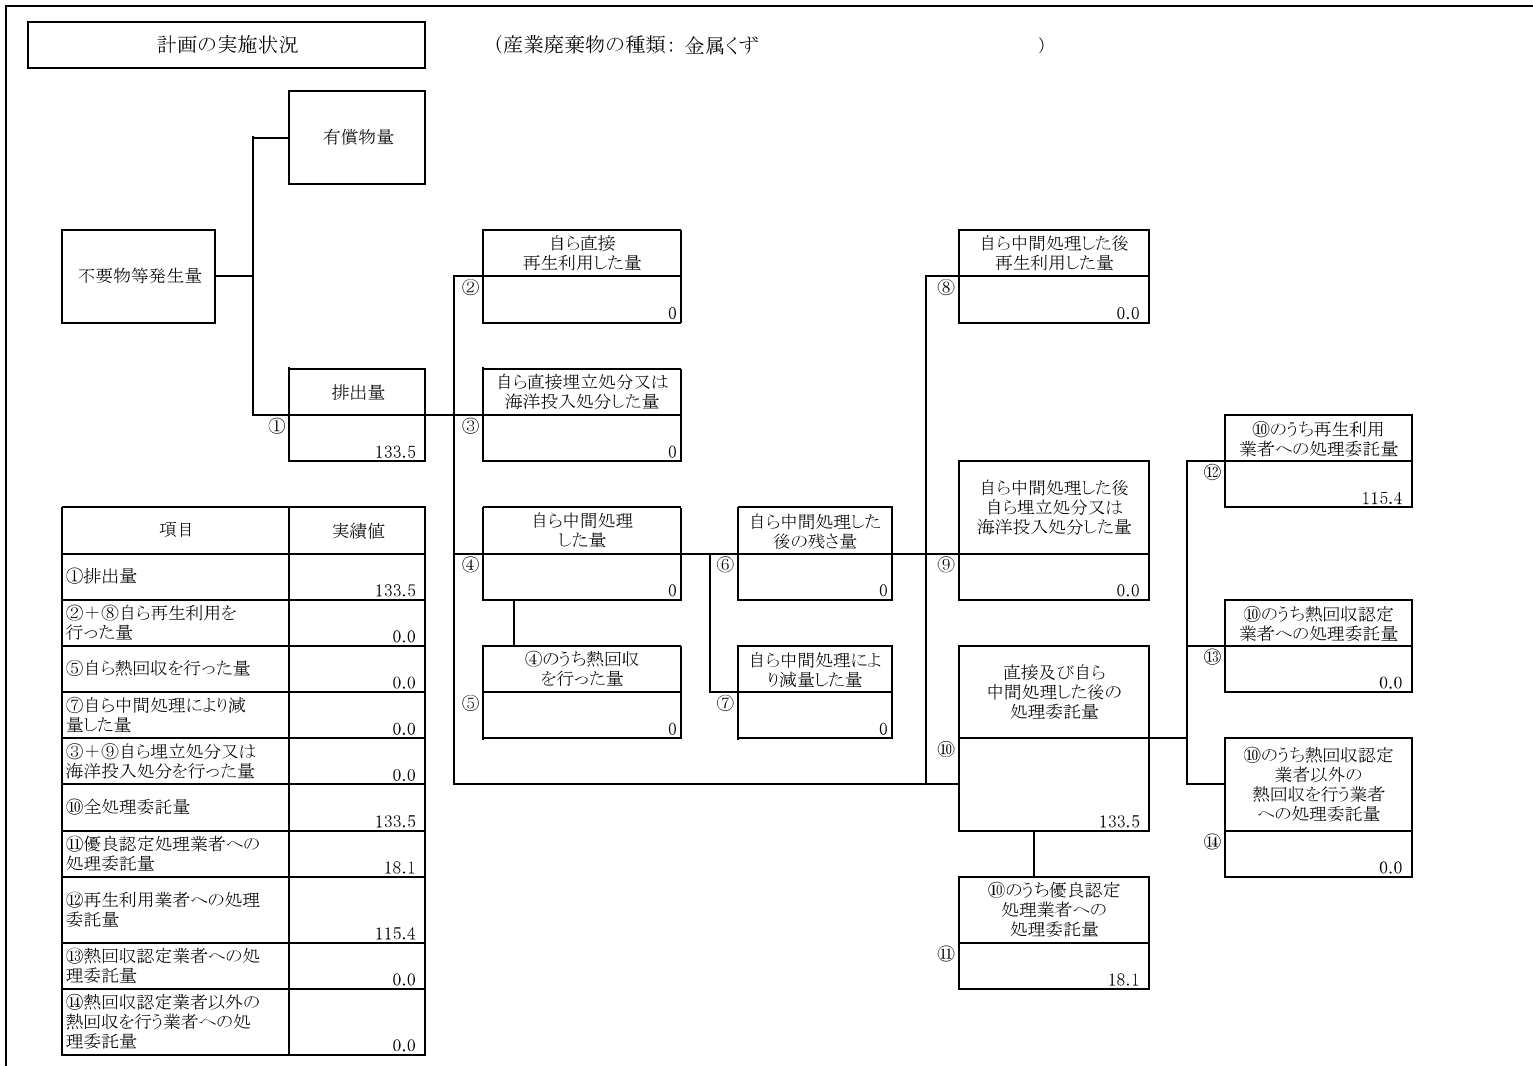 計画の実施状況
(産業廃棄物の種類: 金属くず )
有償物量
不要物等発生量
排出量
①
133.5
自ら直接
再生利用した量
②
0
自ら直接埋立処分又は
海洋投入処分した量
③
0
自ら中間処理
した量
④
0
④のうち熱回収
を行った量
⑤
0
自ら中間処理した
後の残さ量
⑥
0
自ら中間処理によ
り減量した量
⑦
0
自ら中間処理した後
再生利用した量
⑧
0.0
自ら中間処理した後
自ら埋立処分又は
海洋投入処分した量
⑨
0.0
直接及び自ら
中間処理した後の
処理委託量
⑩
133.5
⑩のうち優良認定
処理業者への
処理委託量
⑪
18.1
⑩のうち再生利用
業者への処理委託量
⑫
115.4
⑩のうち熱回収認定
業者への処理委託量
⑬
0.0
⑩のうち熱回収認定
業者以外の
熱回収を行う業者
への処理委託量
⑭
0.0
項目 実績値
①排出量
133.5
②+⑧自ら再生利用を
行った量
0.0
⑤自ら熱回収を行った量
0.0
⑦自ら中間処理により減
量した量
0.0
③+⑨自ら埋立処分又は
海洋投入処分を行った量
0.0
⑩全処理委託量
133.5
⑪優良認定処理業者への
処理委託量
18.1
⑫再生利用業者への処理
委託量
115.4
⑬熱回収認定業者への処
理委託量
0.0
⑭熱回収認定業者以外の
熱回収を行う業者への処
理委託量
0.0